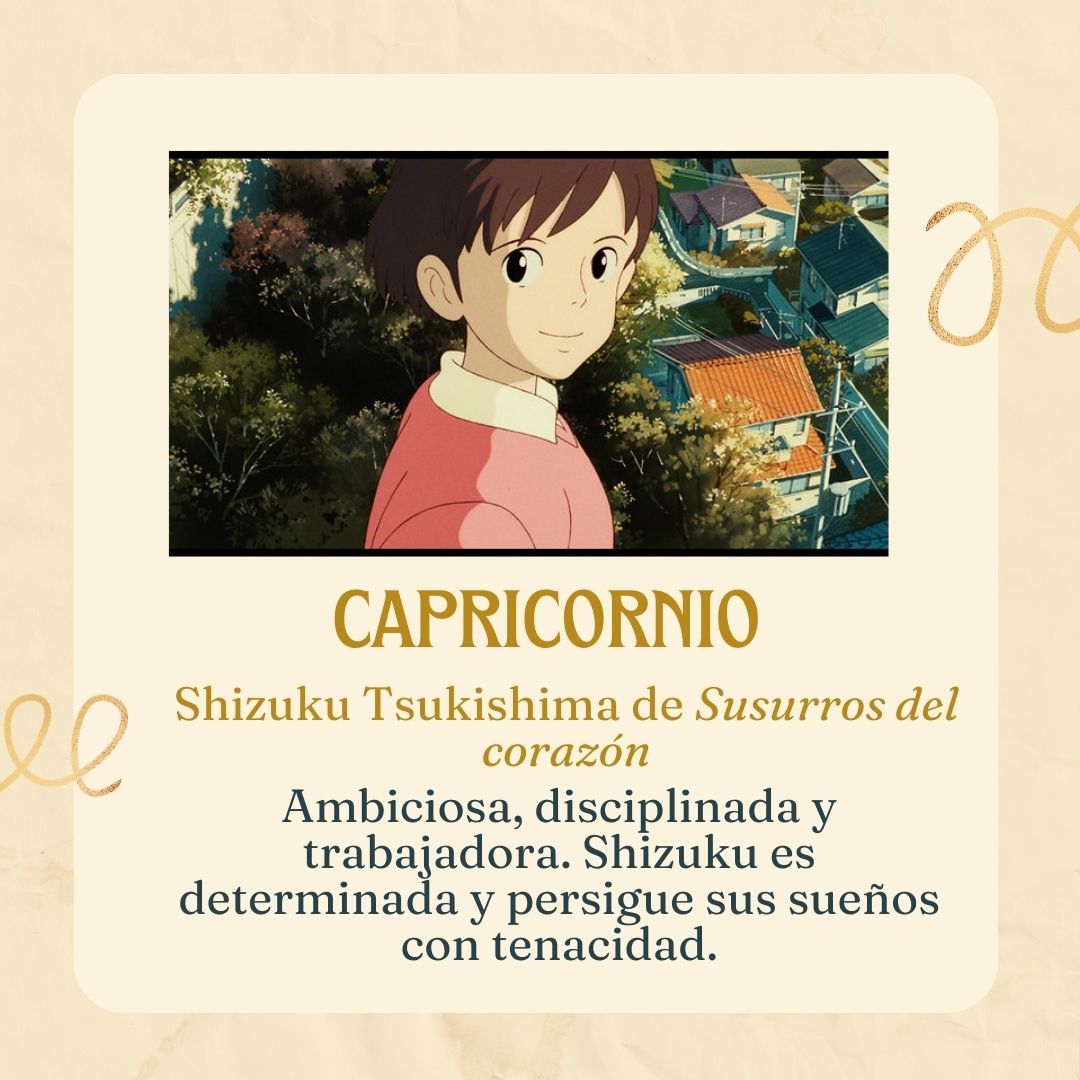 CAPRICORNIO
Shizuku Tsukishima de Susurros del
corazón
Ambiciosa, disciplinada y
trabajadora. Shizuku es
determinada y persigue sus sueños
con tenacidad.